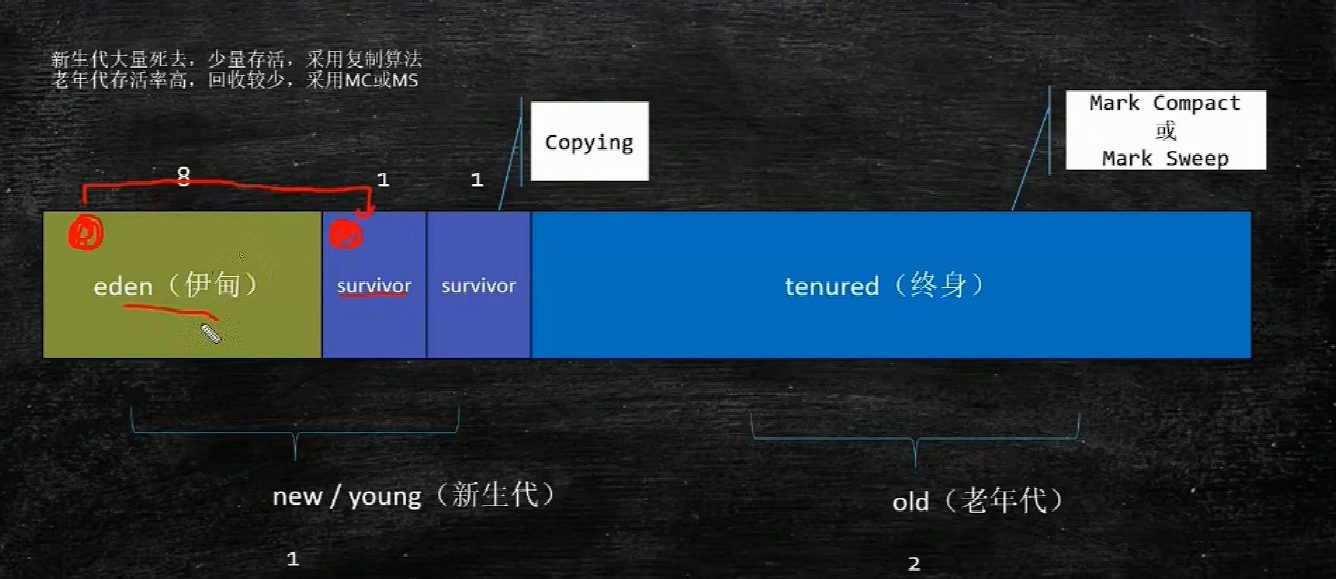 新生代大量死去，少量存活，采用复制算法
老年代存活率高，回收较少，采用MC或MS
Copying
Mark Compact
或
Mark Sweep
8
1
1
eden（伊甸）
survivor
survivor
tenured（终身）
new / young（新生代）
old（老年代）
1
2